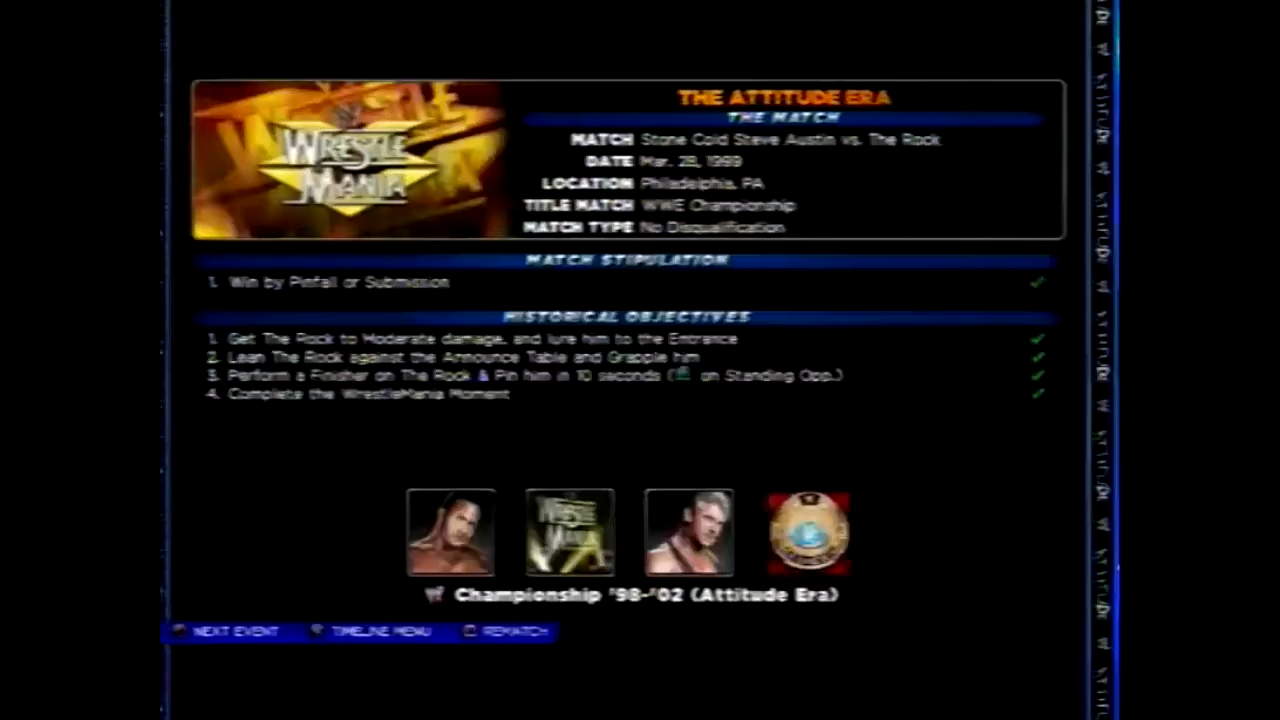 WRESTLE
MANIA
THE ATTITUDE ERA
THE MATCH
MATCH Stone Cold Steve Austin vs. The Rock
DATE Mar. 28, 1999
LOCATION Philadelphia, PA
TITLE MATCH WWE Championship
MATCH TYPE No Disqualification
MATCH STIPULATION
1. Win by Pinfall or Submission
HISTORICAL OBJECTIVES
1. Get The Rock to Moderate damage, and lure him to the Entrance
2. Lean The Rock against the Announce Table and Grapple him
3. Perform a Finisher on The Rock & Pin him in 10 seconds ( on Standing Opp.)
4. Complete the WrestleMania Moment
WRESTLE
MANIA
Championship '98-'02 (Attitude Era)
NEXT EVENT TIMELINE MENU REMATCH